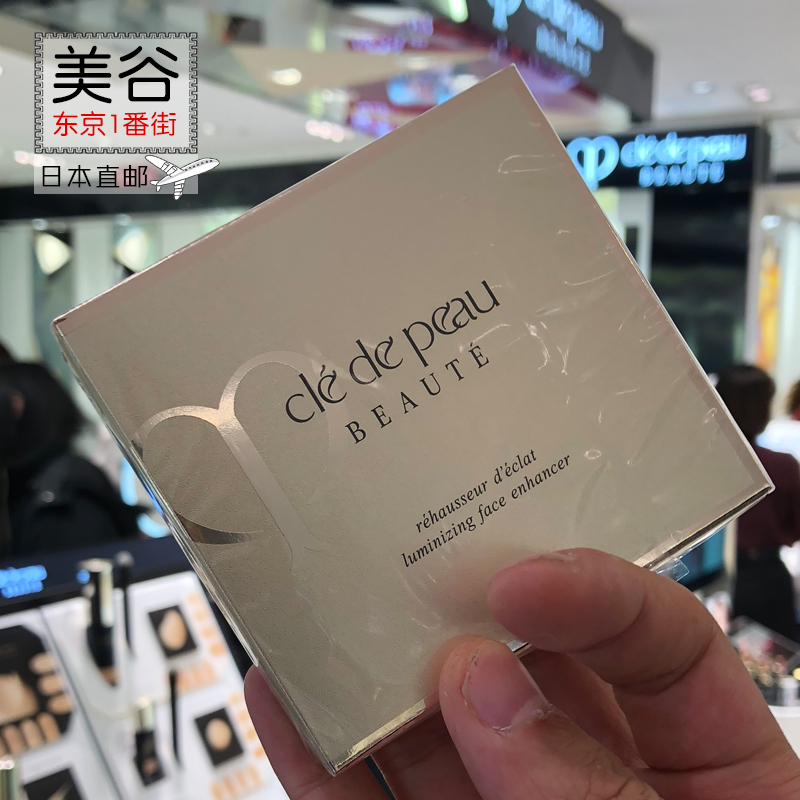 美谷
东京1番街
日本直邮
clé de peau
BEAUTÉ
clé de peau
BEAUTÉ
clé de peau
BEAUTÉ
réhausseur d'éclat
luminizing face enhancer